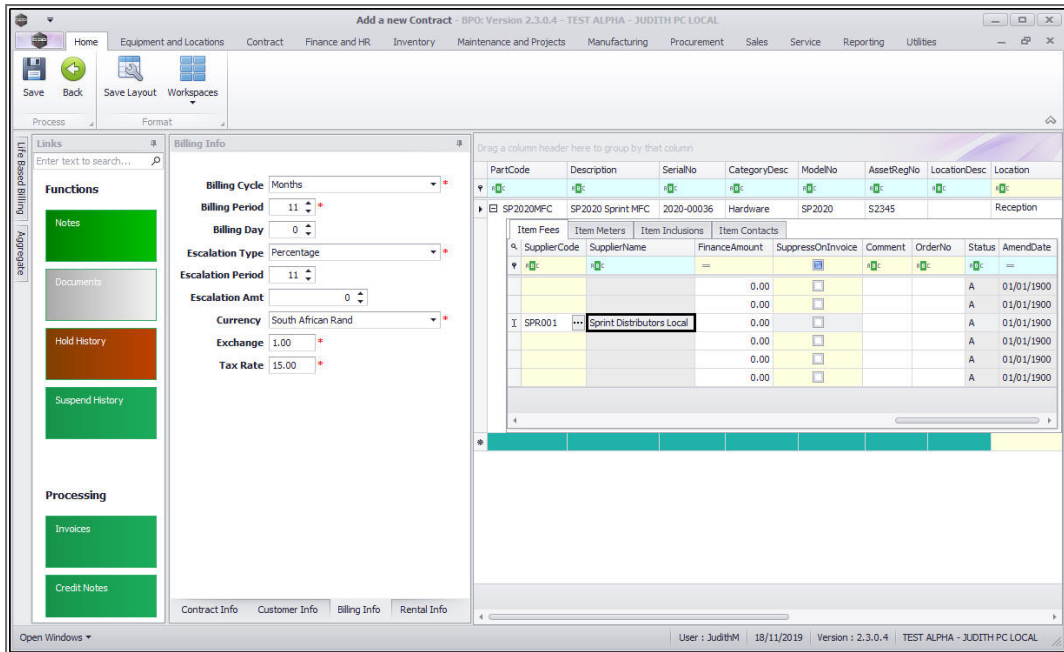 Add a new Contract - BPO: Version 2.3.0.4 - TEST ALPHA - JUDITH PC LOCAL
Home Equipment and Locations Contract Finance and HR Inventory Maintenance and Projects Manufacturing Procurement Sales Service Reporting Utilities
Save Back Save Layout Workspaces
Process Format
Life Based Billing
Aggregate
Links
Enter text to search...
Functions
Notes
Documents
Hold History
Suspend History
Processing
Invoices
Credit Notes
Billing Info
Billing Cycle Months *
Billing Period 11 *
Billing Day 0
Escalation Type Percentage *
Escalation Period 11
Escalation Amt 0
Currency South African Rand *
Exchange 1.00 *
Tax Rate 15.00 *
Contract Info Customer Info Billing Info Rental Info
Drag a column header here to group by that column
PartCode Description SerialNo CategoryDesc ModelNo AssetRegNo LocationDesc Location
SP2020MFC SP2020 Sprint MFC 2020-00036 Hardware SP2020 S2345 Reception
Item Fees Item Meters Item Inclusions Item Contacts
SupplierCode SupplierName FinanceAmount SuppressOnInvoice Comment OrderNo Status AmendDate
= =
0.00 A 01/01/1900
0.00 A 01/01/1900
SPR001 ... Sprint Distributors Local 0.00 A 01/01/1900
0.00 A 01/01/1900
0.00 A 01/01/1900
0.00 A 01/01/1900
Open Windows
User : JudithM 18/11/2019 Version : 2.3.0.4 TEST ALPHA - JUDITH PC LOCAL